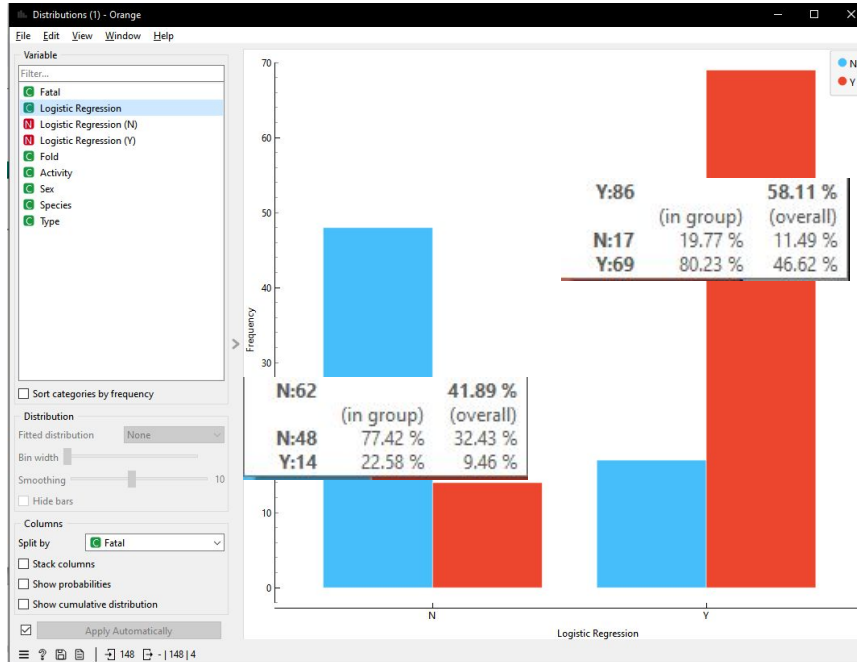 Distributions (1) - Orange
File Edit View Window Help
Variable
Filter...
C Fatal
C Logistic Regression
N Logistic Regression (N)
N Logistic Regression (Y)
C Fold
C Activity
C Sex
C Species
C Type
Sort categories by frequency
Distribution
Fitted distribution None
Bin width
Smoothing 10
Hide bars
Columns
Split by C Fatal
Stack columns
Show probabilities
Show cumulative distribution
Apply Automatically
148 - | 148 | 4
N
Y
70
60
50
40
30
10
0
Frequency
Y:86 58.11 %
(in group) (overall)
N:17 19.77 % 11.49 %
Y:69 80.23 % 46.62 %
N:62 41.89 %
(in group) (overall)
N:48 77.42 % 32.43 %
Y:14 22.58 % 9.46 %
N Y
Logistic Regression